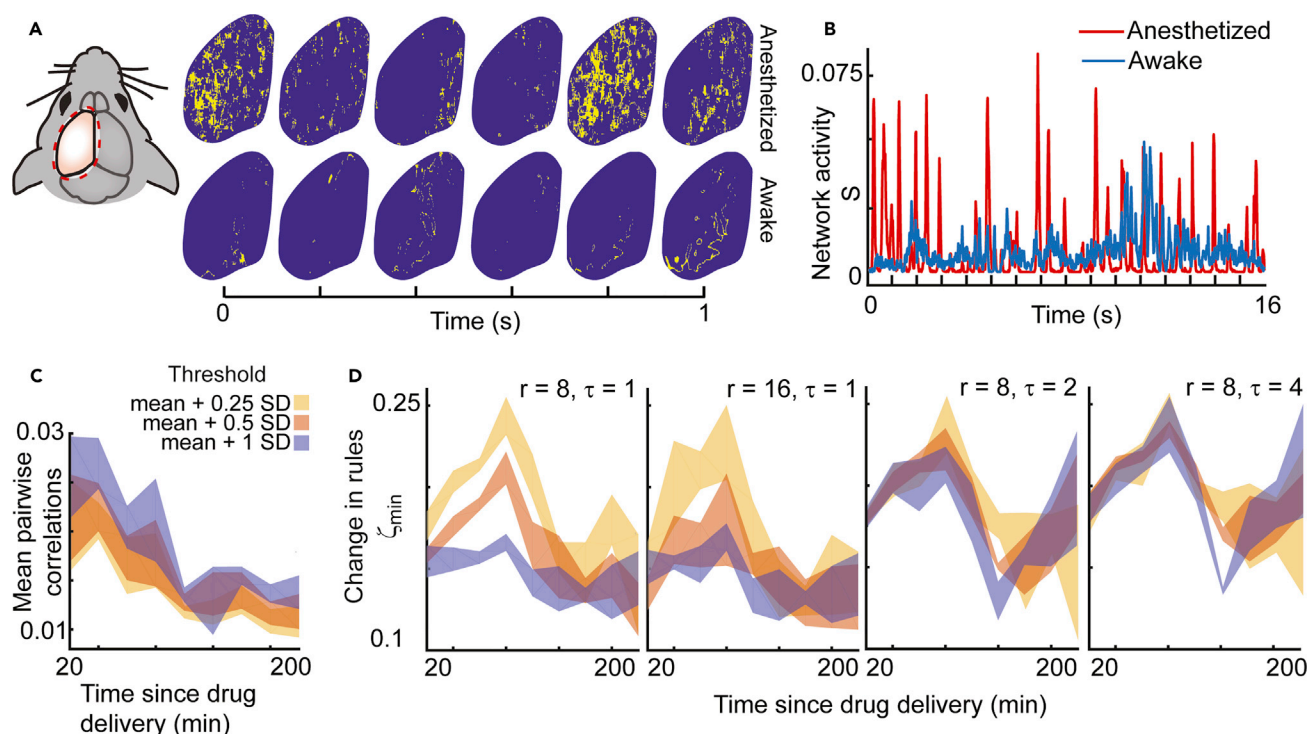 A
Anesthetized
Awake
0
1
Time (s)
B
Anesthetized
Awake
0.075
Network activity
S
0
0
16
Time (s)
C
Threshold
mean + 0.25 SD
mean + 0.5 SD
mean + 1 SD
0.03
Mean pairwise
correlations
0.01
20
200
Time since drug
delivery (min)
D
r = 8, τ = 1
r = 16, τ = 1
r = 8, τ = 2
r = 8, τ = 4
0.25
Change in rules
ζmin
0.1
20
200
20
200
20
200
20
200
Time since drug delivery (min)